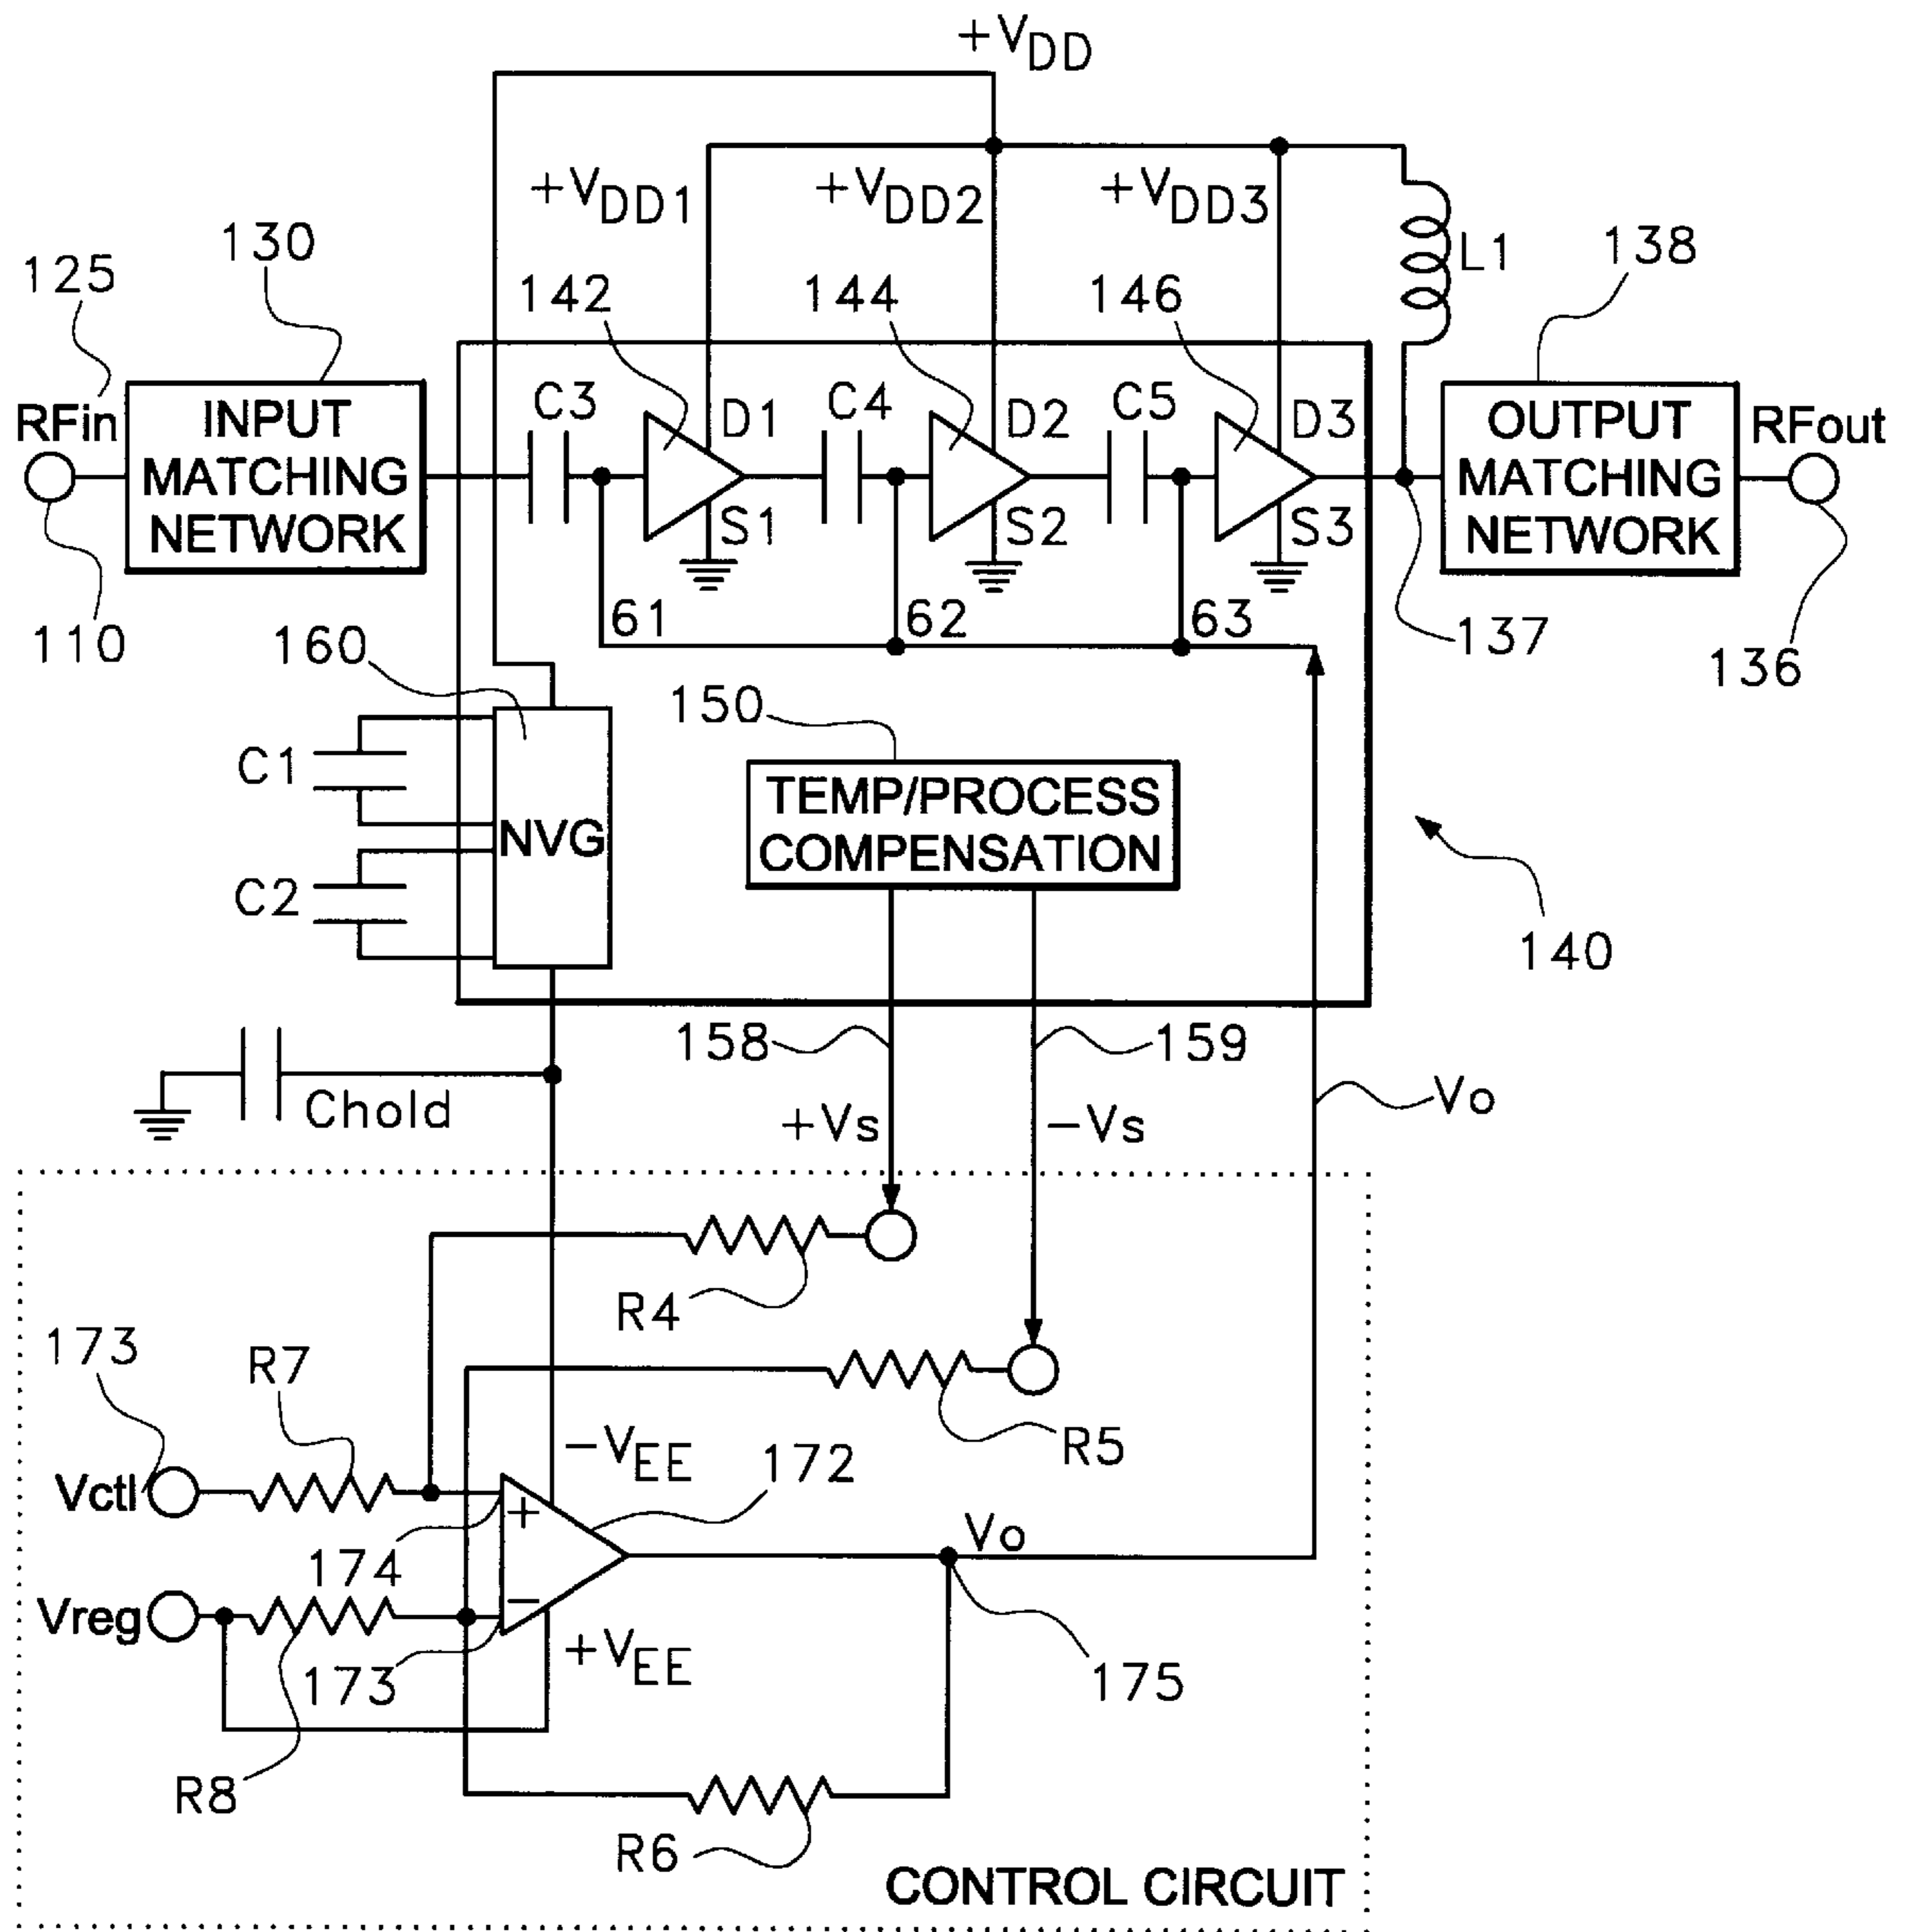 +VDD
+VDD1
+VDD2
+VDD3
L1
130
138
125
142
144
146
C3
C4
C5
D1
D2
D3
RFin
INPUT
MATCHING
NETWORK
OUTPUT
MATCHING
NETWORK
RFout
S1
S2
S3
110
160
61
62
63
137
136
150
C1
NVG
TEMP/PROCESS
COMPENSATION
C2
140
158
159
Chold
+Vs
-Vs
Vo
R4
173
R7
-VEE
172
R5
Vctl
+
174
Vo
Vreg
−
173
+VEE
175
R8
R6
CONTROL CIRCUIT